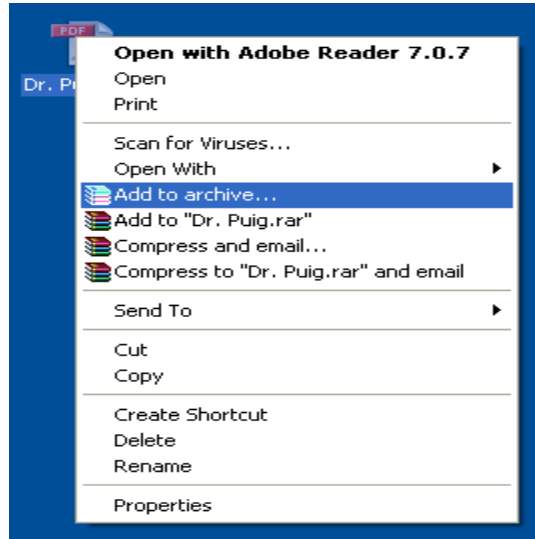 PDF
Dr. P
Open with Adobe Reader 7.0.7
Open
Print
Scan for Viruses...
Open With
Add to archive...
Add to "Dr. Puig.rar"
Compress and email...
Compress to "Dr. Puig.rar" and email
Send To
Cut
Copy
Create Shortcut
Delete
Rename
Properties